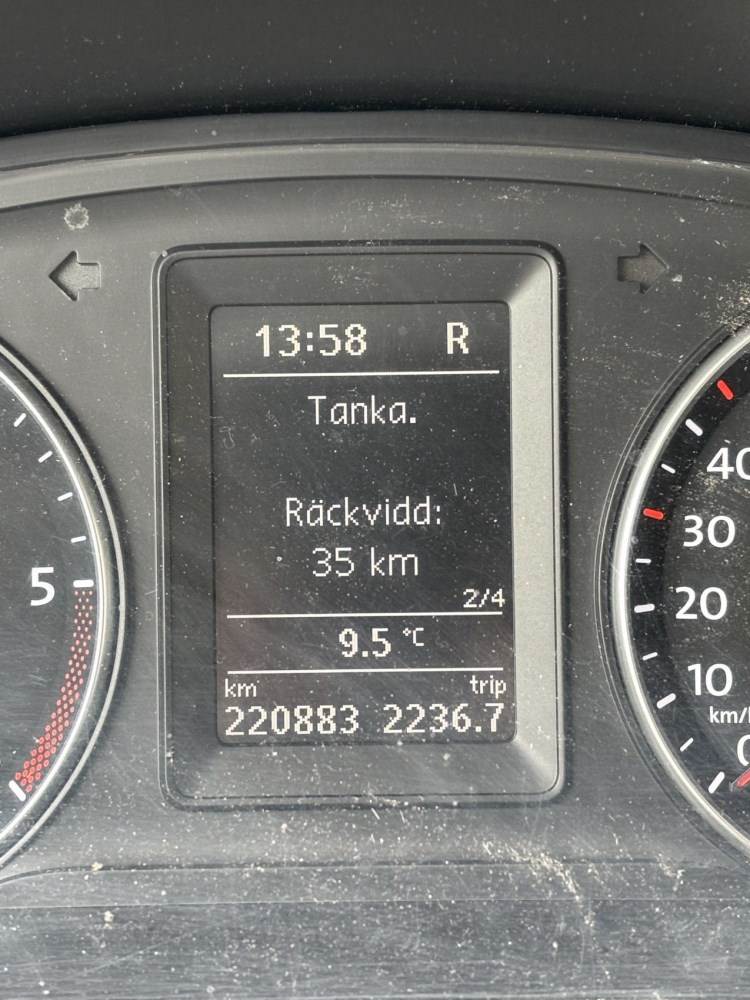 13:58 R
Tanka.
Räckvidd:
35 km
2/4
9.5 °C
km trip
220883 2236.7
5
40
30
20
10
km/h
0